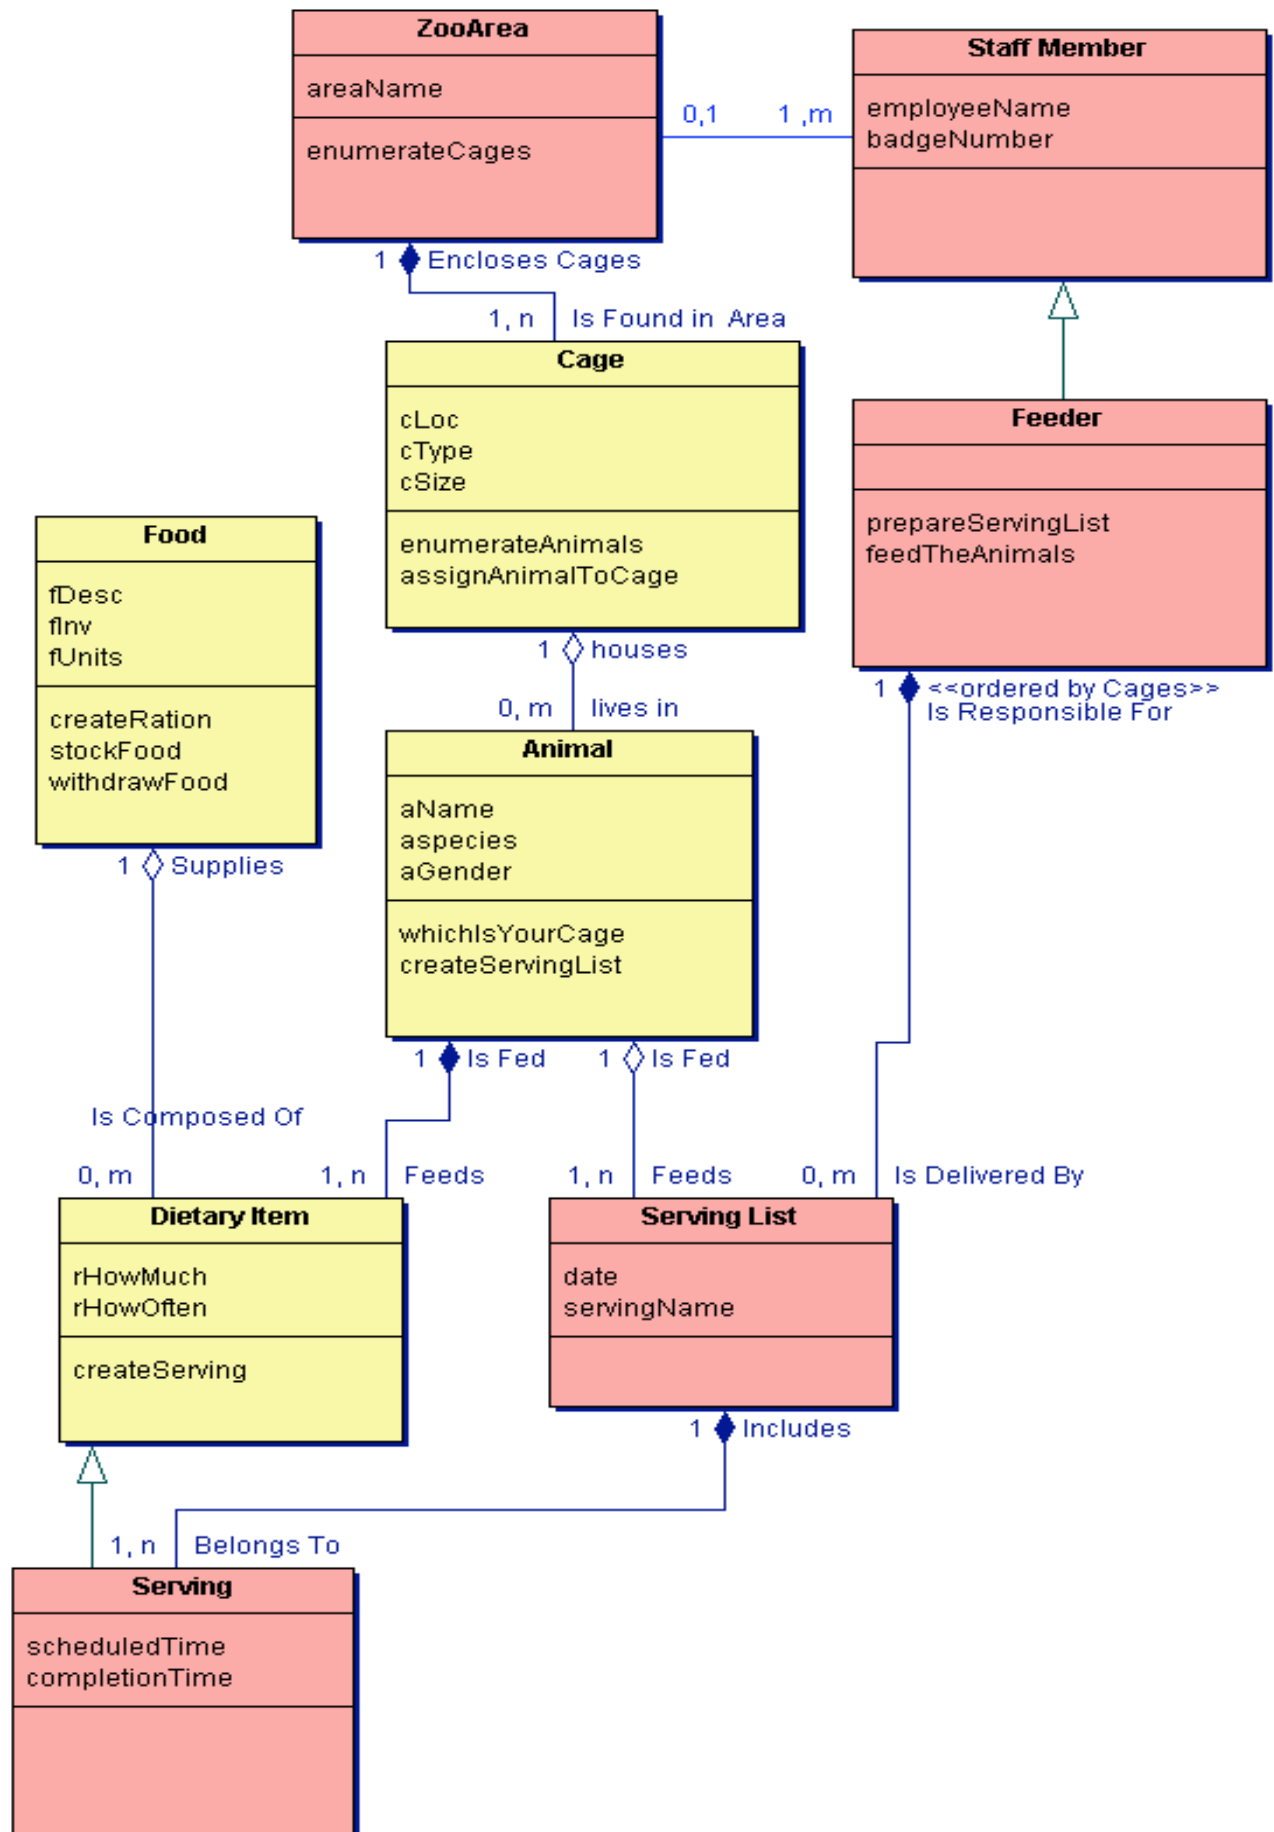 ZooArea
areaName
enumerateCages
0,1
1 ,m
Staff Member
employeeName
badgeNumber
1
Encloses Cages
1, n
Is Found in Area
Cage
cLoc
cType
cSize
enumerateAnimals
assignAnimalToCage
Feeder
prepareServingList
feedTheAnimals
Food
fDesc
fInv
fUnits
createRation
stockFood
withdrawFood
1
houses
0, m
lives in
1
<<ordered by Cages>>
Is Responsible For
Animal
aName
aspecies
aGender
whichIsYourCage
createServingList
1
Supplies
1
Is Fed
1
Is Fed
Is Composed Of
0, m
1, n
Feeds
1, n
Feeds
0, m
Is Delivered By
Dietary Item
rHowMuch
rHowOften
createServing
Serving List
date
servingName
1
Includes
1, n
Belongs To
Serving
scheduledTime
completionTime